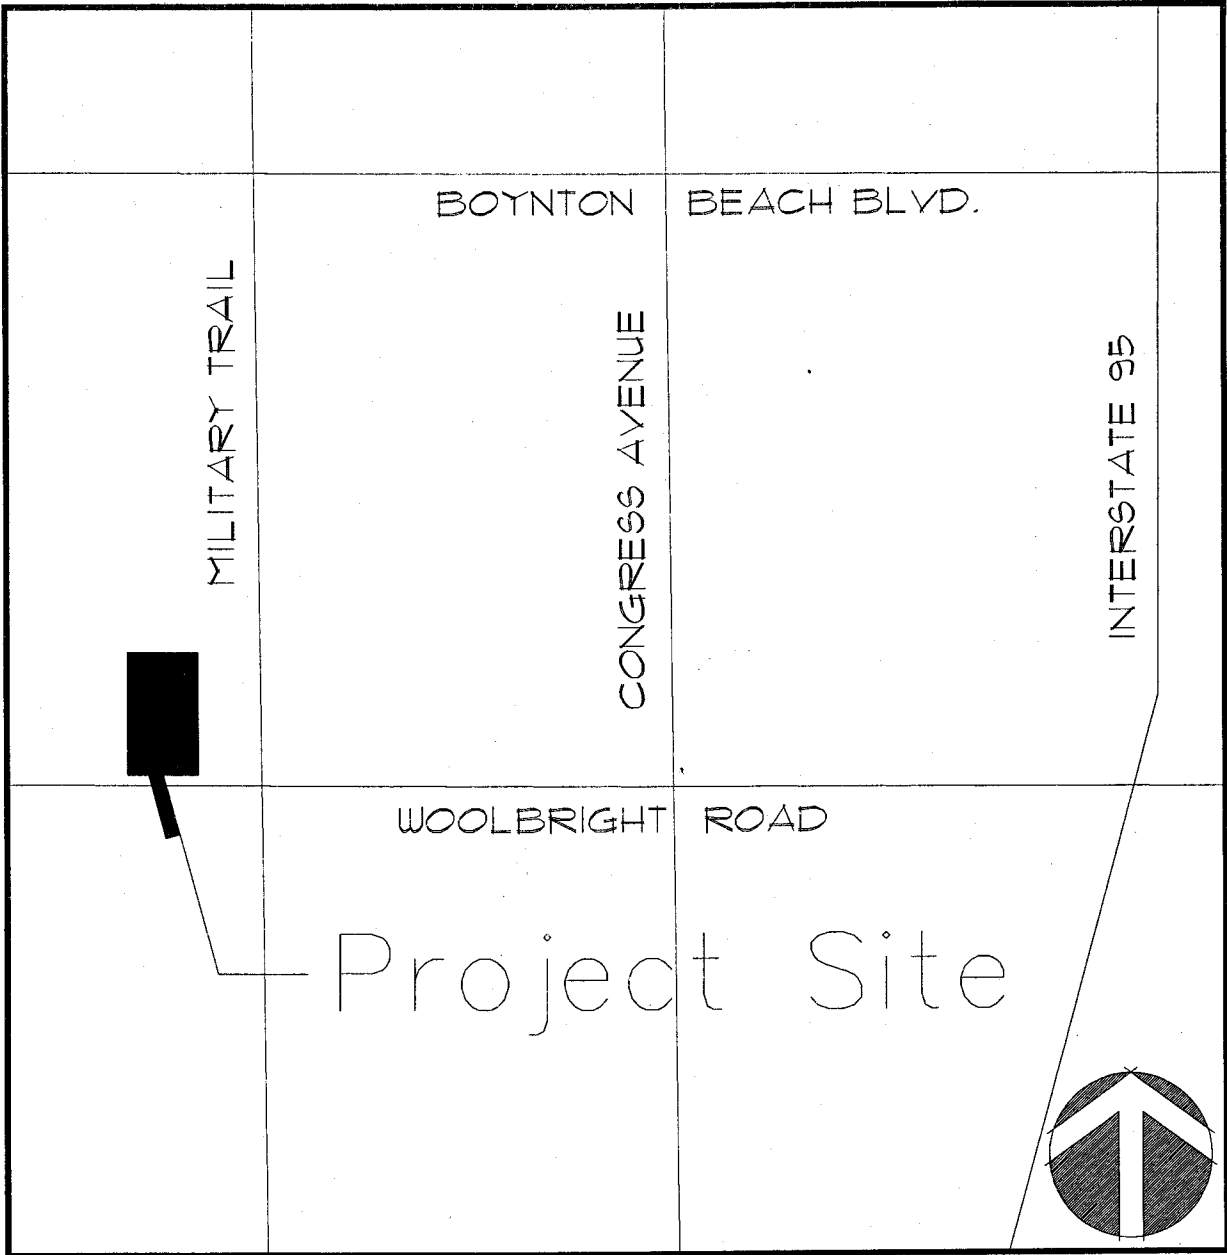 BOYNTON BEACH BLVD.
MILITARY TRAIL
CONGRESS AVENUE
INTERSTATE 95
WOOLBRIGHT ROAD
Project Site